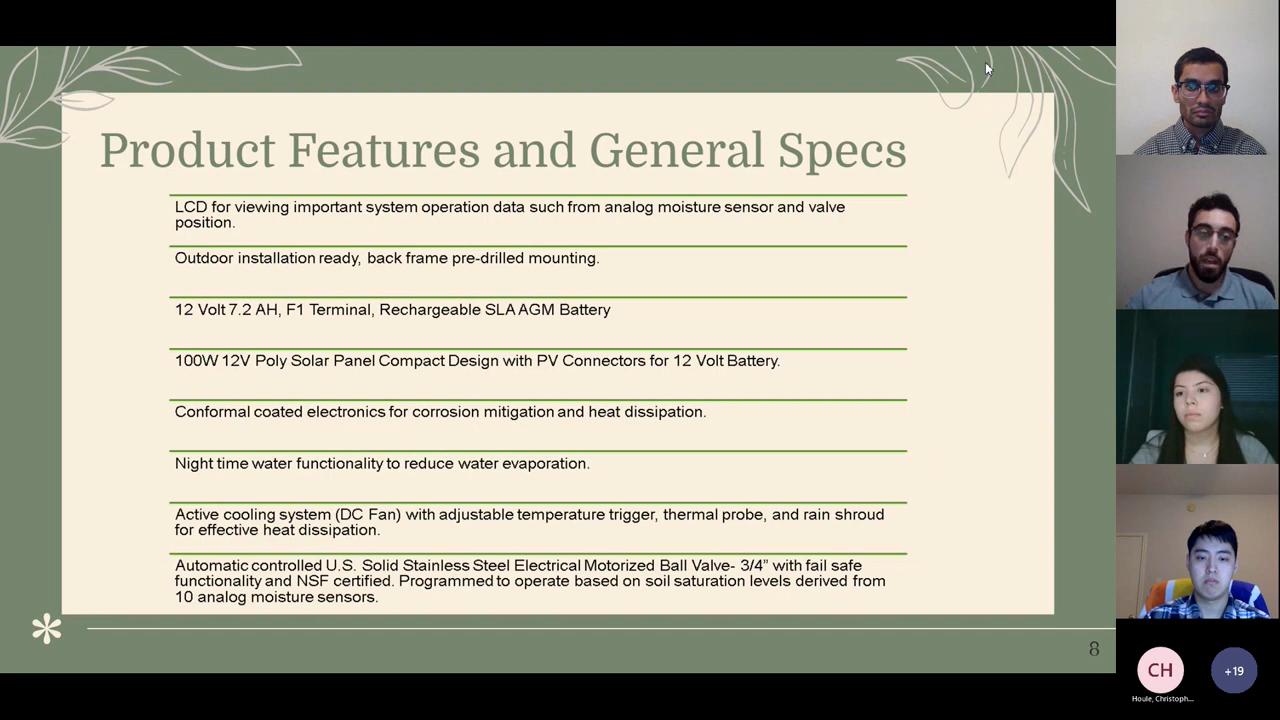 Product Features and General Specs
LCD for viewing important system operation data such from analog moisture sensor and valve
position.
Outdoor installation ready, back frame pre-drilled mounting.
12 Volt 7.2 AH, F1 Terminal, Rechargeable SLA AGM Battery
100W 12V Poly Solar Panel Compact Design with PV Connectors for 12 Volt Battery.
Conformal coated electronics for corrosion mitigation and heat dissipation.
Night time water functionality to reduce water evaporation.
Active cooling system (DC Fan) with adjustable temperature trigger, thermal probe, and rain shroud
for effective heat dissipation.
Automatic controlled U.S. Solid Stainless Steel Electrical Motorized Ball Valve- 3/4” with fail safe
functionality and NSF certified. Programmed to operate based on soil saturation levels derived from
10 analog moisture sensors.
8
CH
+19
Houle, Christoph...